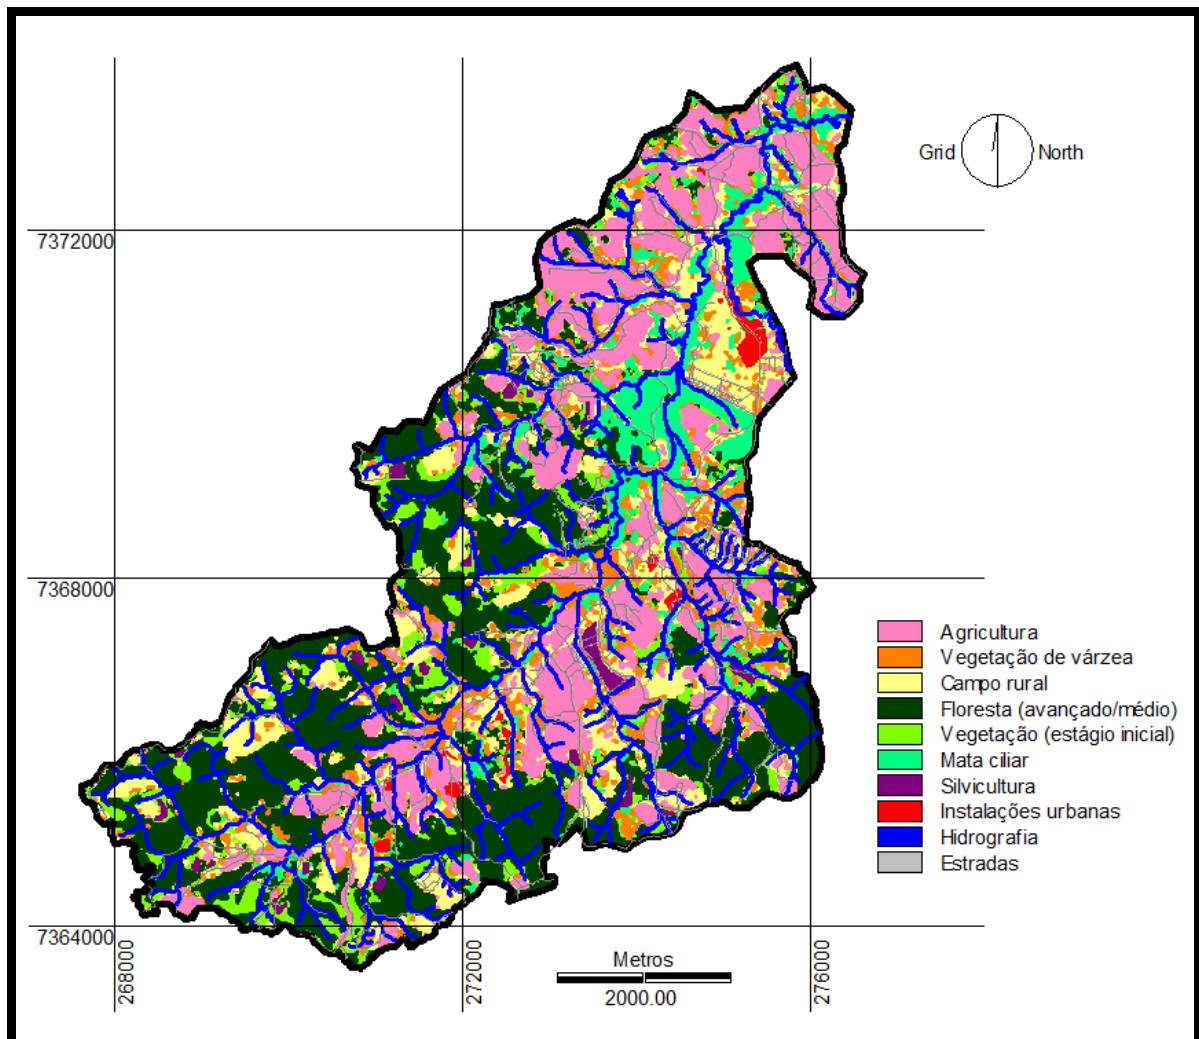 Grid North
7372000
7368000
Agricultura
Vegetação de várzea
Campo rural
Floresta (avançado/médio)
Vegetação (estágio inicial)
Mata ciliar
Silvicultura
Instalações urbanas
Hidrografia
Estradas
7364000
268000
272000
276000
Metros
2000.00